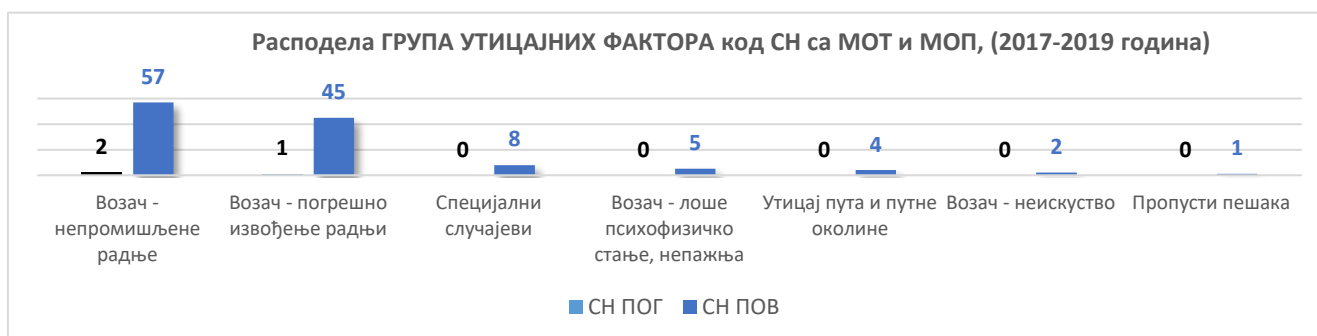 Расподела ГРУПА УТИЦАЈНИХ ФАКТОРА код СН са МОТ и МОП, (2017-2019 година)
57
45
2
1
0
8
0
5
0
4
0
2
0
1
Возач -
непромишљене
радње
Возач - погрешно
извођење радњи
Специјални
случајеви
Возач - лоше
психофизичко
стање, непажња
Утицај пута и путне
околине
Возач - неискуство
Пропусти пешака
СН ПОГ СН ПОВ